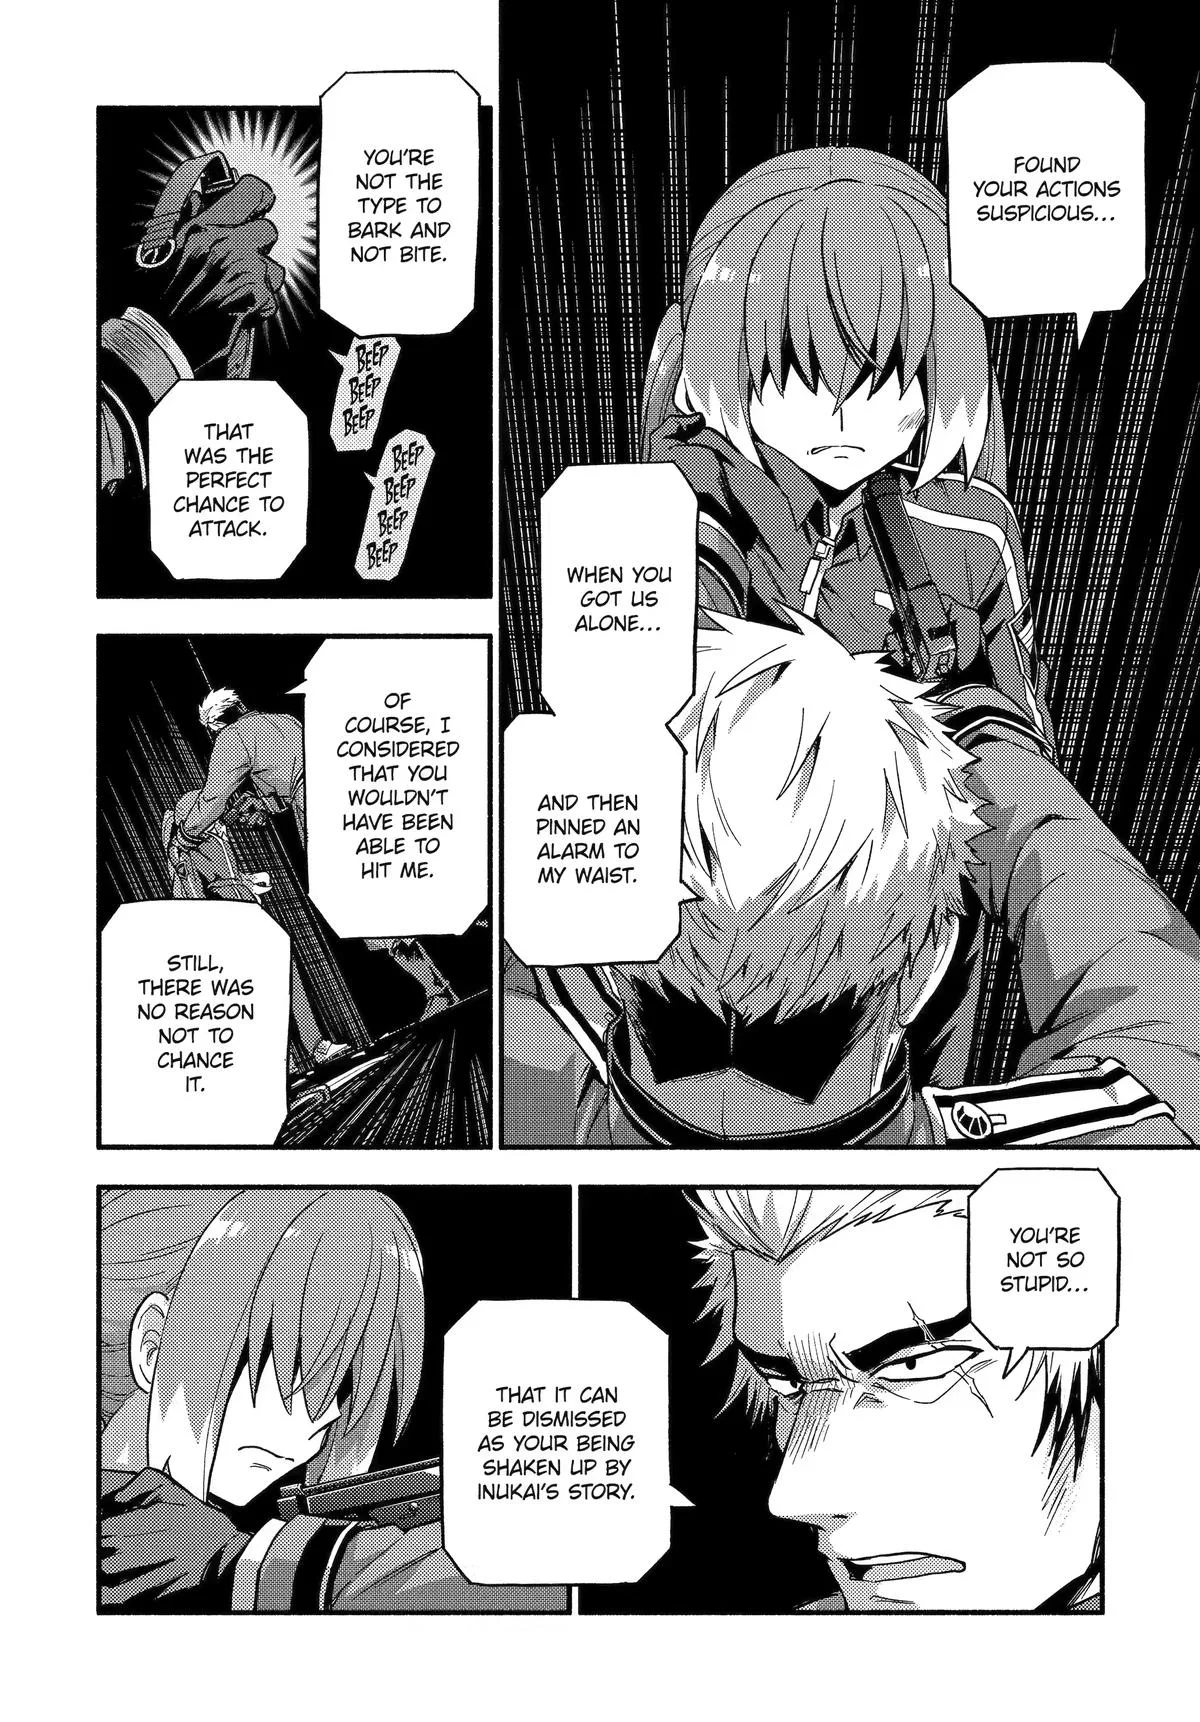 FOUND
YOUR ACTIONS
SUSPICIOUS...
WHEN YOU
GOT US
ALONE...
AND THEN
PINNED AN
ALARM TO
MY WAIST.
YOU'RE
NOT THE
TYPE TO
BARK AND
NOT BITE.
BEEP
BEEP
BEEP
BEEP
BEEP
BEEP
BEEP
THAT
WAS THE
PERFECT
CHANCE TO
ATTACK.
OF
COURSE, I
CONSIDERED
THAT YOU
WOULDN'T
HAVE BEEN
ABLE TO
HIT ME.
STILL,
THERE WAS
NO REASON
NOT TO
CHANCE
IT.
YOU'RE
NOT SO
STUPID...
THAT IT CAN
BE DISMISSED
AS YOUR BEING
SHAKEN UP BY
INUKAI'S STORY.